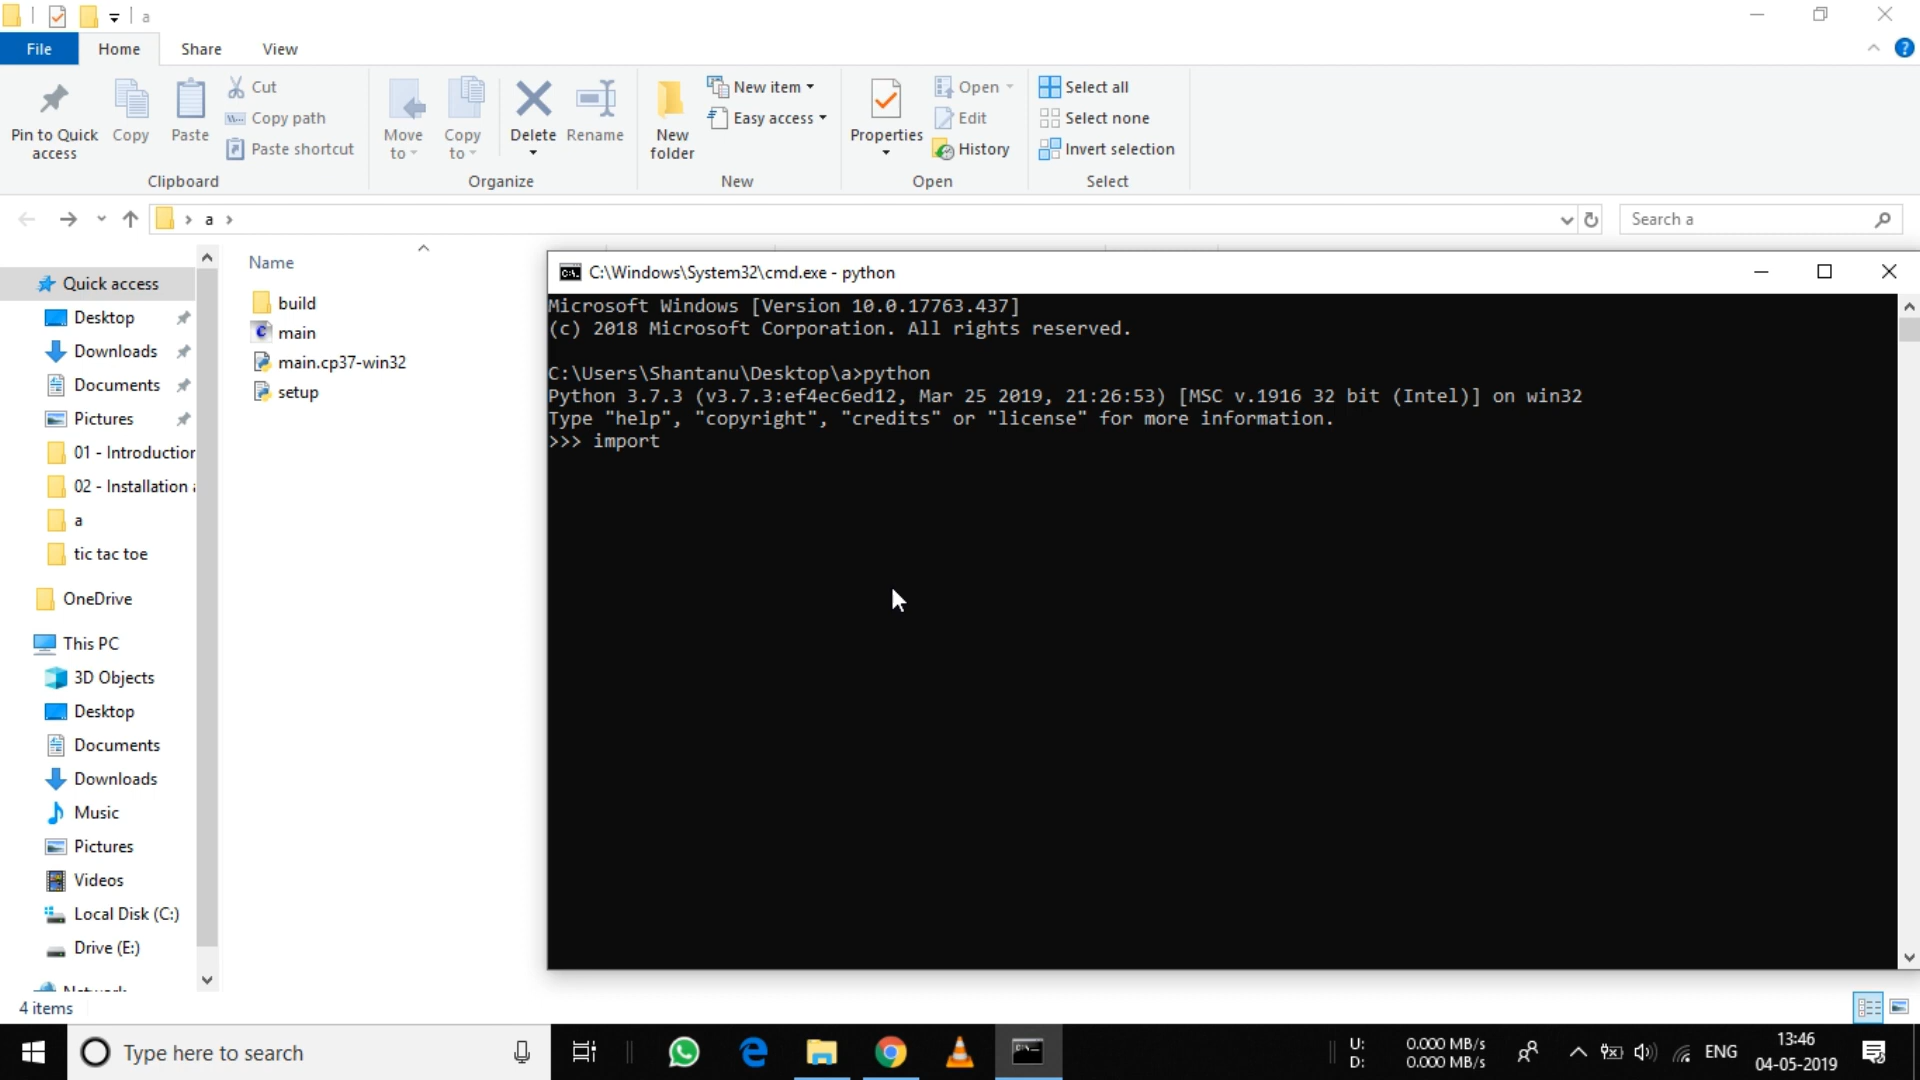 a
File Home Share View
Pin to Quick access
Copy
Paste
Cut
Copy path
Paste shortcut
Clipboard
Move to
Copy to
Delete
Rename
Organize
New folder
New item
Easy access
New
Properties
Open
Edit
History
Open
Select all
Select none
Invert selection
Select
a
Search a
Quick access
Desktop
Downloads
Documents
Pictures
01 - Introduction
02 - Installation
a
tic tac toe
OneDrive
This PC
3D Objects
Desktop
Documents
Downloads
Music
Pictures
Videos
Local Disk (C:)
Drive (E:)
Name
build
main
main.cp37-win32
setup
C:\Windows\System32\cmd.exe - python
Microsoft Windows [Version 10.0.17763.437]
(c) 2018 Microsoft Corporation. All rights reserved.
C:\Users\Shantanu\Desktop\a>python
Python 3.7.3 (v3.7.3:ef4ec6ed12, Mar 25 2019, 21:26:53) [MSC v.1916 32 bit (Intel)] on win32
Type "help", "copyright", "credits" or "license" for more information.
>>> import
4 items
Type here to search
U: 0.000 MB/s
D: 0.000 MB/s
ENG
13:46
04-05-2019